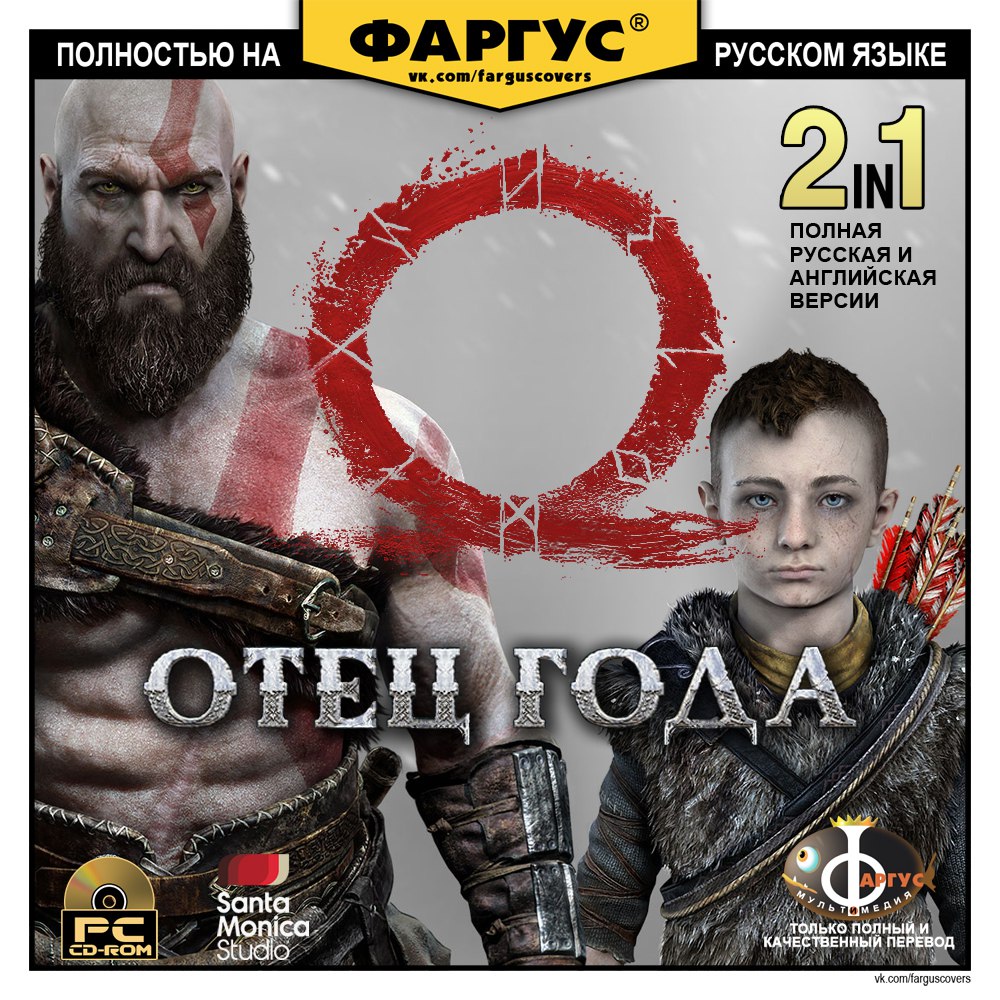 ПОЛНОСТЬЮ НА
ФАРГУС®
vk.com/farguscovers
РУССКОМ ЯЗЫКЕ
2IN1
ПОЛНАЯ
РУССКАЯ И
АНГЛИЙСКАЯ
ВЕРСИИ
ОТЕЦ ГОДА
PC
CD-ROM
Santa
Monica
Studio
ФАРГУС
МУЛЬТИМЕДИЯ
ТОЛЬКО ПОЛНЫЙ И
КАЧЕСТВЕННЫЙ ПЕРЕВОД
vk.com/farguscovers